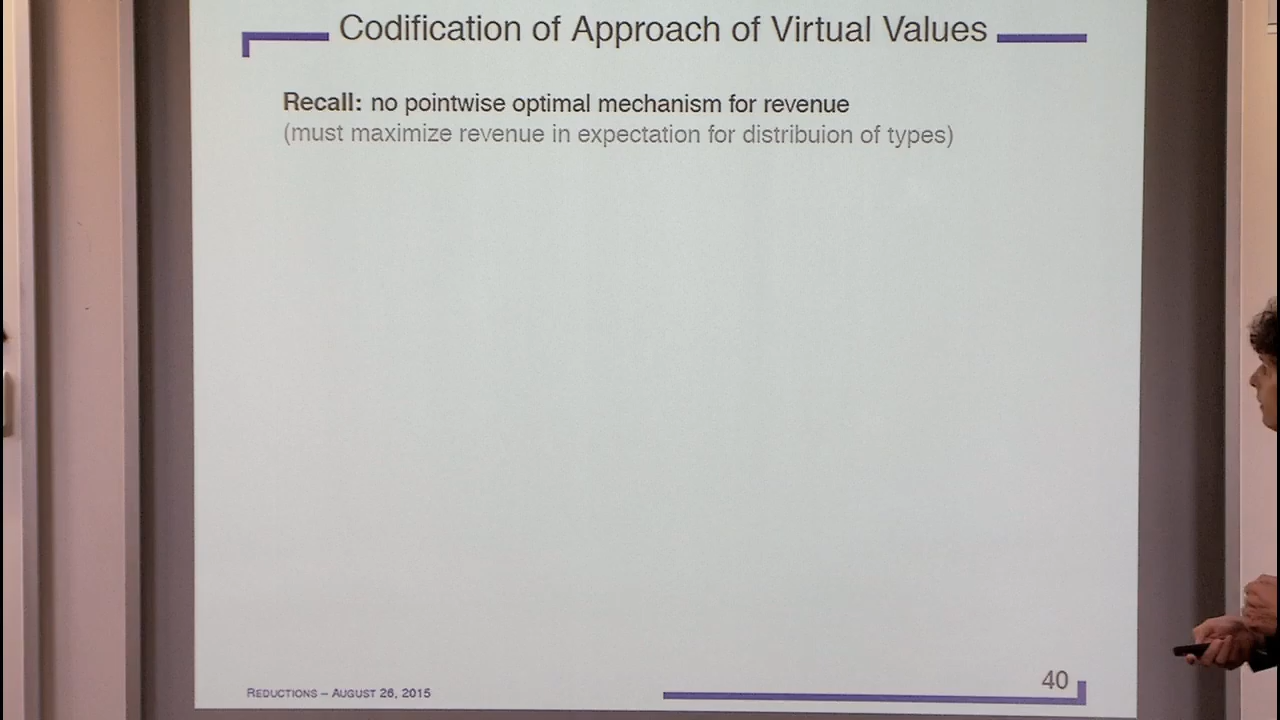 Codification of Approach of Virtual Values
Recall: no pointwise optimal mechanism for revenue
(must maximize revenue in expectation for distribuion of types)
REDUCTIONS – AUGUST 26, 2015
40